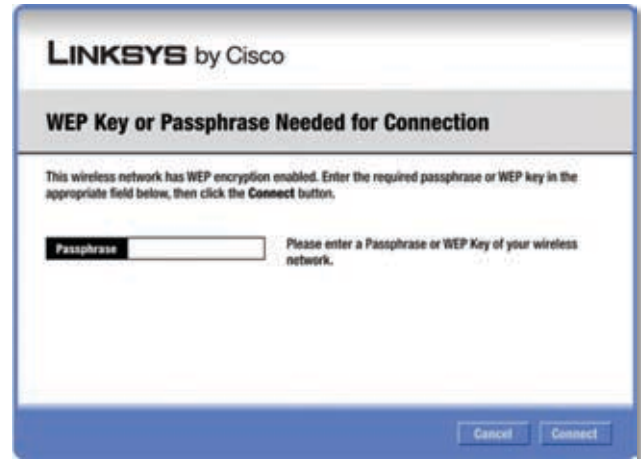 LINKSYS by Cisco
WEP Key or Passphrase Needed for Connection
This wireless network has WEP encryption enabled. Enter the required passphrase or WEP key in the
appropriate field below, then click the Connect button.
Passphrase
Please enter a Passphrase or WEP Key of your wireless
network.
Cancel
Connect